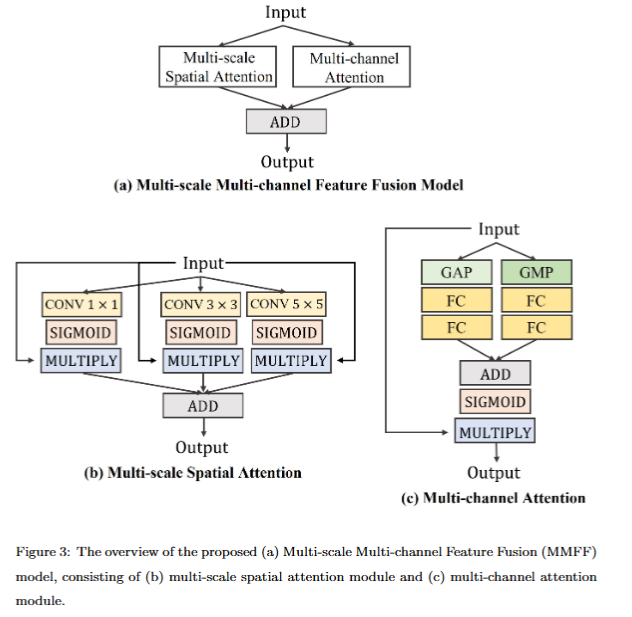 Input
Multi-scale
Spatial Attention
Multi-channel
Attention
ADD
Output
(a) Multi-scale Multi-channel Feature Fusion Model
Input
CONV 1 × 1
CONV 3 × 3
CONV 5 × 5
SIGMOID
SIGMOID
SIGMOID
MULTIPLY
MULTIPLY
MULTIPLY
ADD
Output
(b) Multi-scale Spatial Attention
Input
GAP
GMP
FC
FC
FC
FC
ADD
SIGMOID
MULTIPLY
Output
(c) Multi-channel Attention
Figure 3: The overview of the proposed (a) Multi-scale Multi-channel Feature Fusion (MMFF)
model, consisting of (b) multi-scale spatial attention module and (c) multi-channel attention
module.